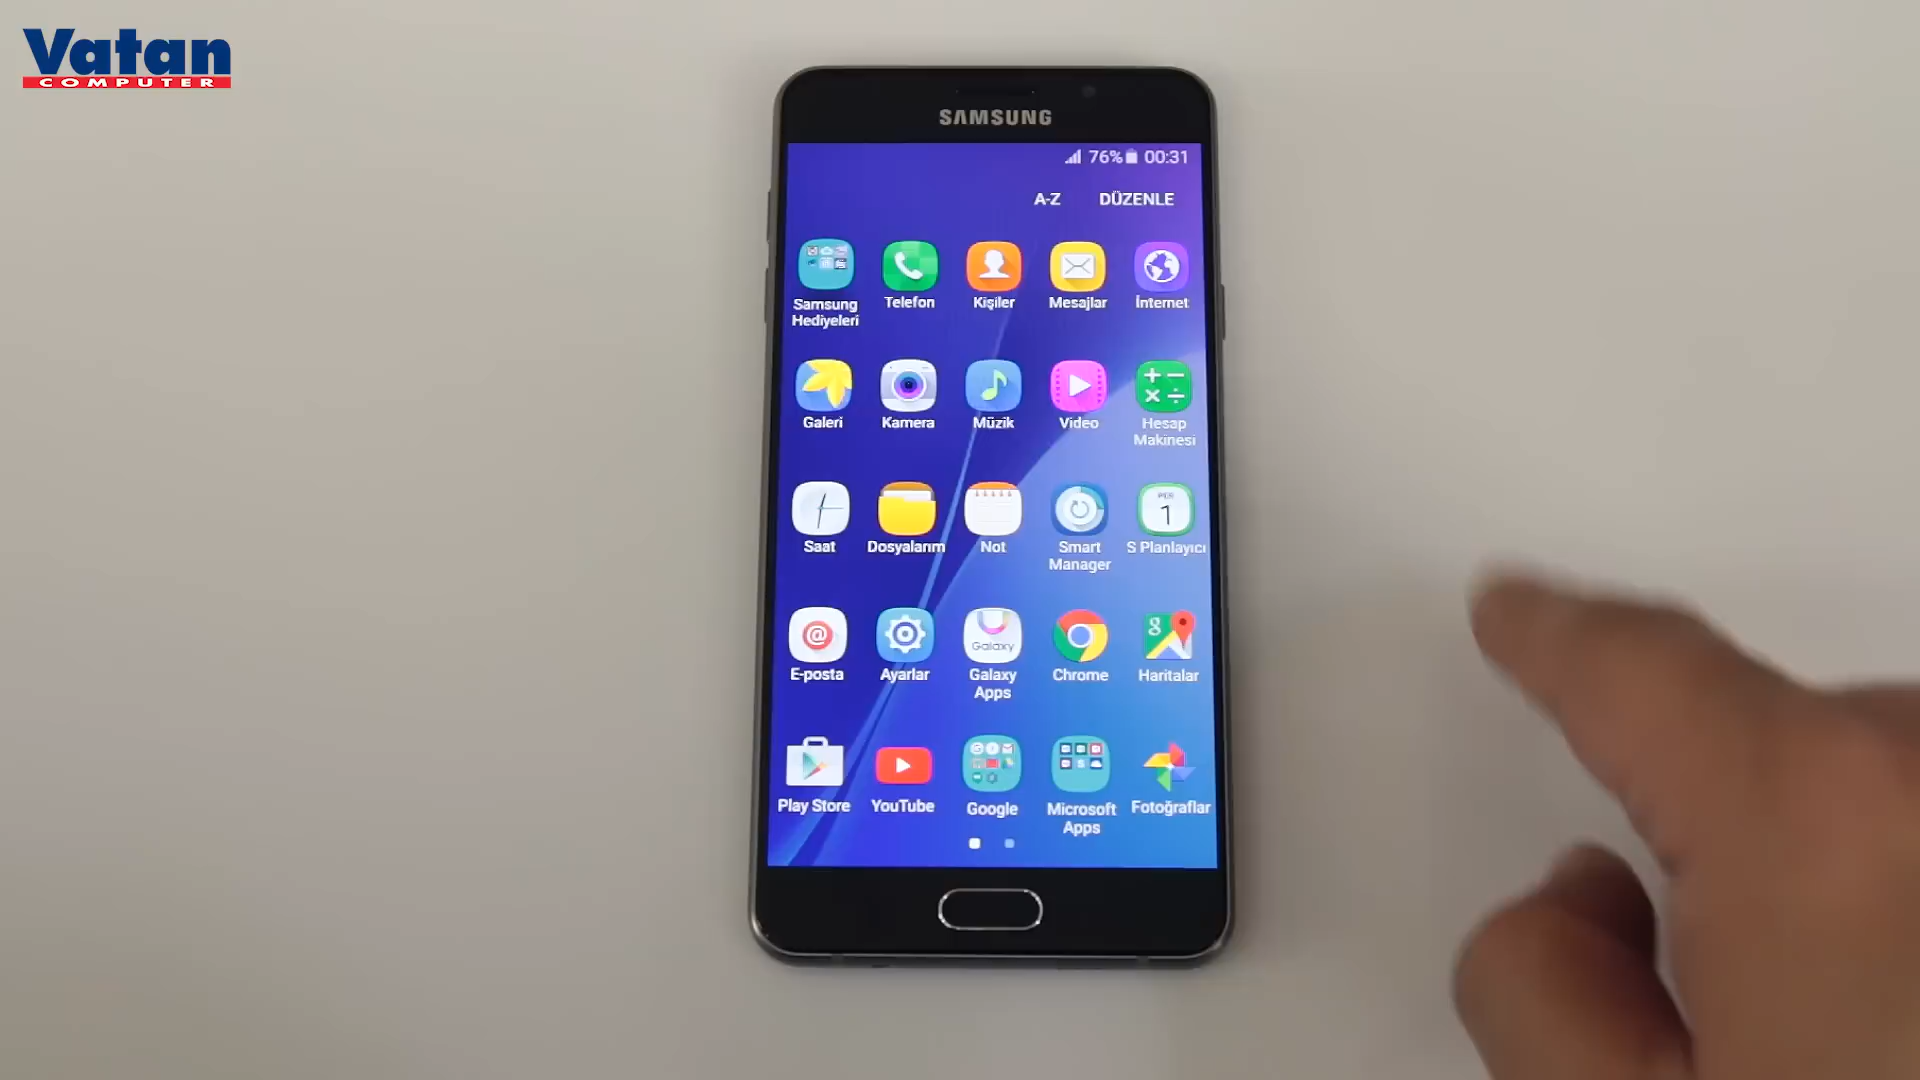 Vatan
COMPUTER
SAMSUNG
76% 00:31
A-Z DÜZENLE
Samsung Hediyeleri
Telefon
Kişiler
Mesajlar
İnternet
Galeri
Kamera
Müzik
Video
Hesap Makinesi
Saat
Dosyalarım
Not
Smart Manager
PER
1
S Planlayıcı
E-posta
Ayarlar
Galaxy
Galaxy Apps
Chrome
g
Haritalar
Play Store
YouTube
Google
Microsoft Apps
Fotoğraflar